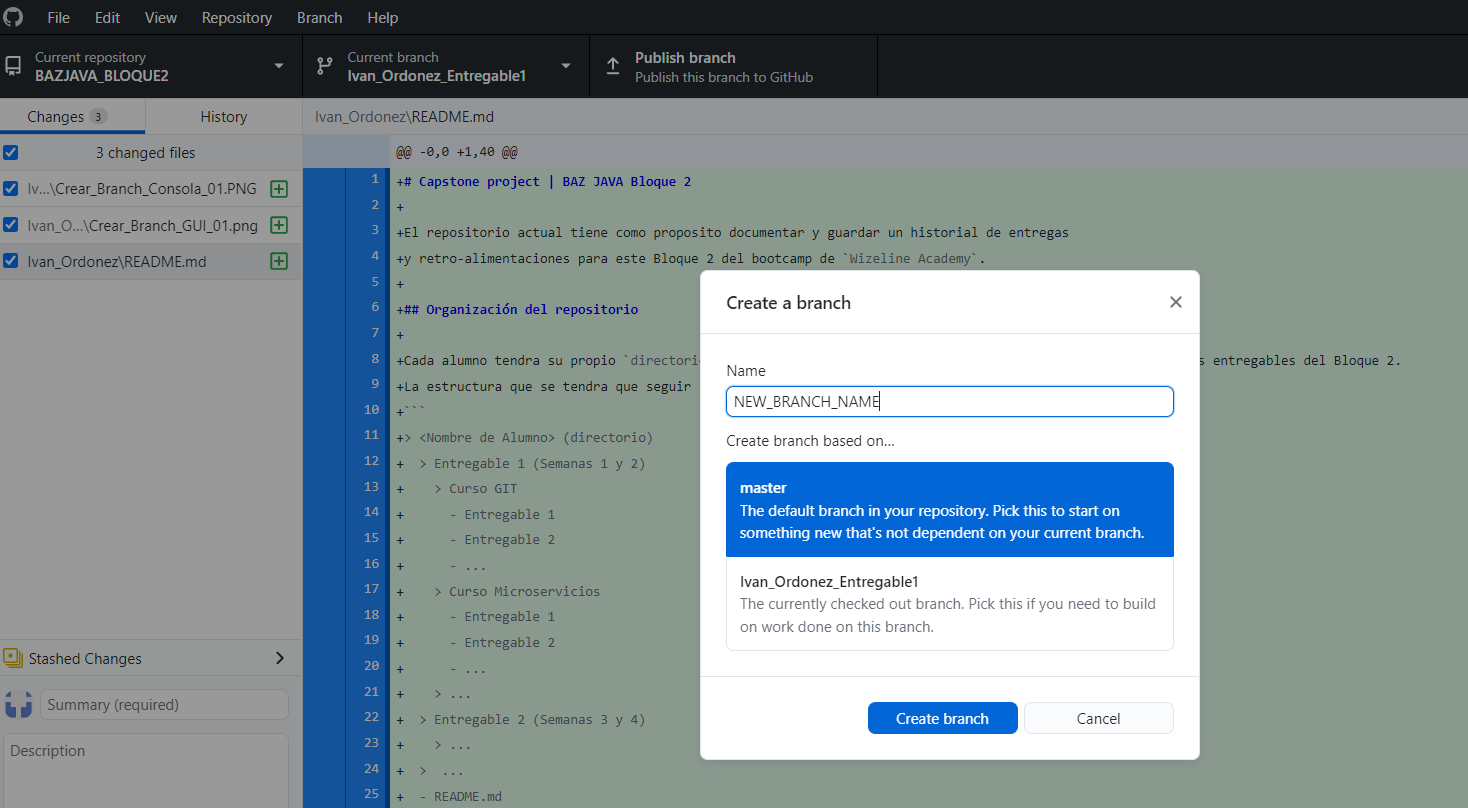 File Edit View Repository Branch Help
Current repository
BAZJAVA_BLOQUE2
Current branch
Ivan_Ordonez_Entregable1
Publish branch
Publish this branch to GitHub
Changes 3
History
Ivan_Ordonez\README.md
3 changed files
Iv...\Crear_Branch_Consola_01.PNG
Ivan_O...\Crear_Branch_GUI_01.png
Ivan_Ordonez\README.md
@@ -0,0 +1,40 @@
1 +# Capstone project | BAZ JAVA Bloque 2
2 +
3 +El repositorio actual tiene como proposito documentar y guardar un historial de entregas
4 +y retro-alimentaciones para este Bloque 2 del bootcamp de `Wizeline Academy`.
5 +
6 +## Organización del repositorio
7 +
8 +Cada alumno tendra su propio `directori s entregables del Bloque 2.
9 +La estructura que se tendra que seguir
10 +```
11 +> <Nombre de Alumno> (directorio)
12 + > Entregable 1 (Semanas 1 y 2)
13 + > Curso GIT
14 + - Entregable 1
15 + - Entregable 2
16 + - ...
17 + > Curso Microservicios
18 + - Entregable 1
19 + - Entregable 2
20 + - ...
21 + > ...
22 + > Entregable 2 (Semanas 3 y 4)
23 + > ...
24 + > ...
25 + - README.md
Stashed Changes
Summary (required)
Description
Create a branch
Name
NEW_BRANCH_NAME
Create branch based on...
master
The default branch in your repository. Pick this to start on
something new that's not dependent on your current branch.
Ivan_Ordonez_Entregable1
The currently checked out branch. Pick this if you need to build
on work done on this branch.
Create branch
Cancel